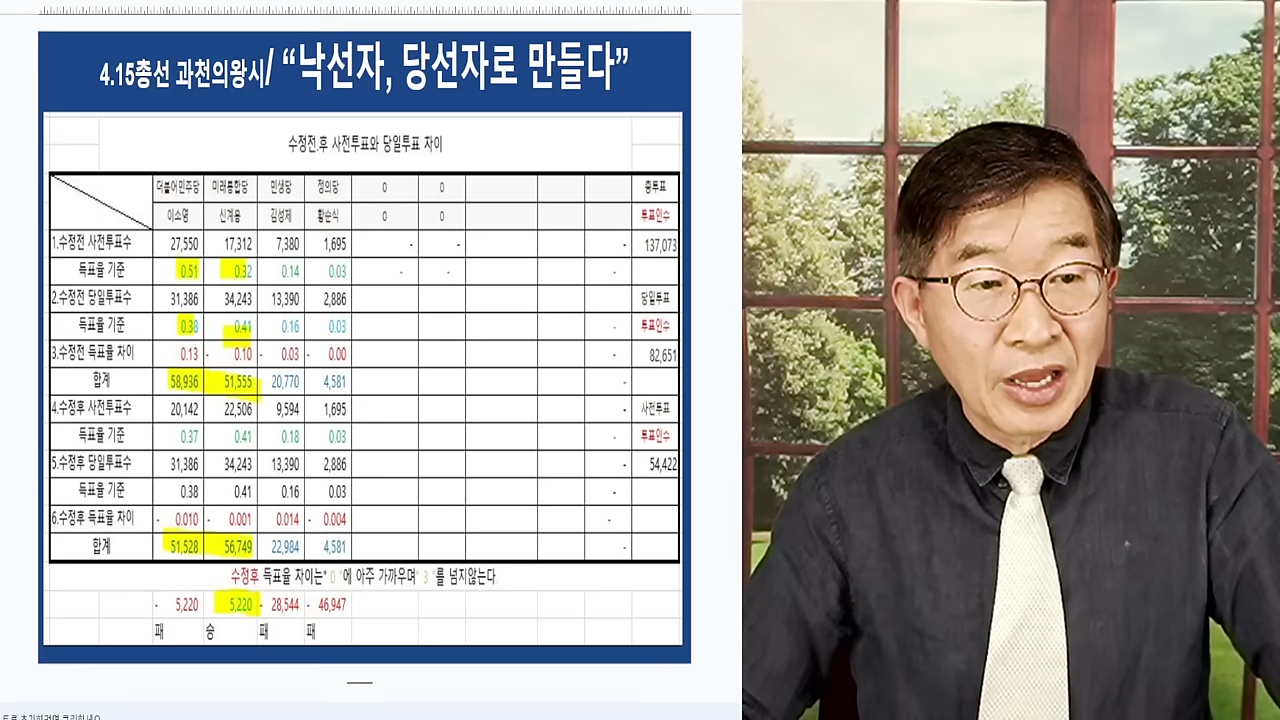 4.15총선 과천의왕시/ “낙선자, 당선자로 만들다”
수정전.후 사전투표와 당일투표 차이
더불어민주당 미래통합당 민생당 정의당 0 0 총투표
이소영 신계용 김성제 황순식 0 0 투표인수
1.수정전 사전투표수 27,550 17,312 7,380 1,695 - - - 137,073
득표율 기준 0.51 0.32 0.14 0.03 - - -
2.수정전 당일투표수 31,386 34,243 13,390 2,886 - 당일투표
득표율 기준 0.38 0.41 0.16 0.03 - 투표인수
3.수정전 득표율 차이 0.13 - 0.10 - 0.03 - 0.00 82,651
합계 58,936 51,555 20,770 4,581 -
4.수정후 사전투표수 20,142 22,506 9,594 1,695 - 사전투표
득표율 기준 0.37 0.41 0.18 0.03 - 투표인수
5.수정후 당일투표수 31,386 34,243 13,390 2,886 - 54,422
득표율 기준 0.38 0.41 0.16 0.03 -
6.수정후 득표율 차이 - 0.010 - 0.001 0.014 - 0.004 -
합계 51,528 56,749 22,984 4,581 -
수정후 득표율 차이는" 0 "에 아주 가까우며" 3 "를 넘지않는다.
- 5,220 5,220 - 28,544 - 46,947
패 승 패 패